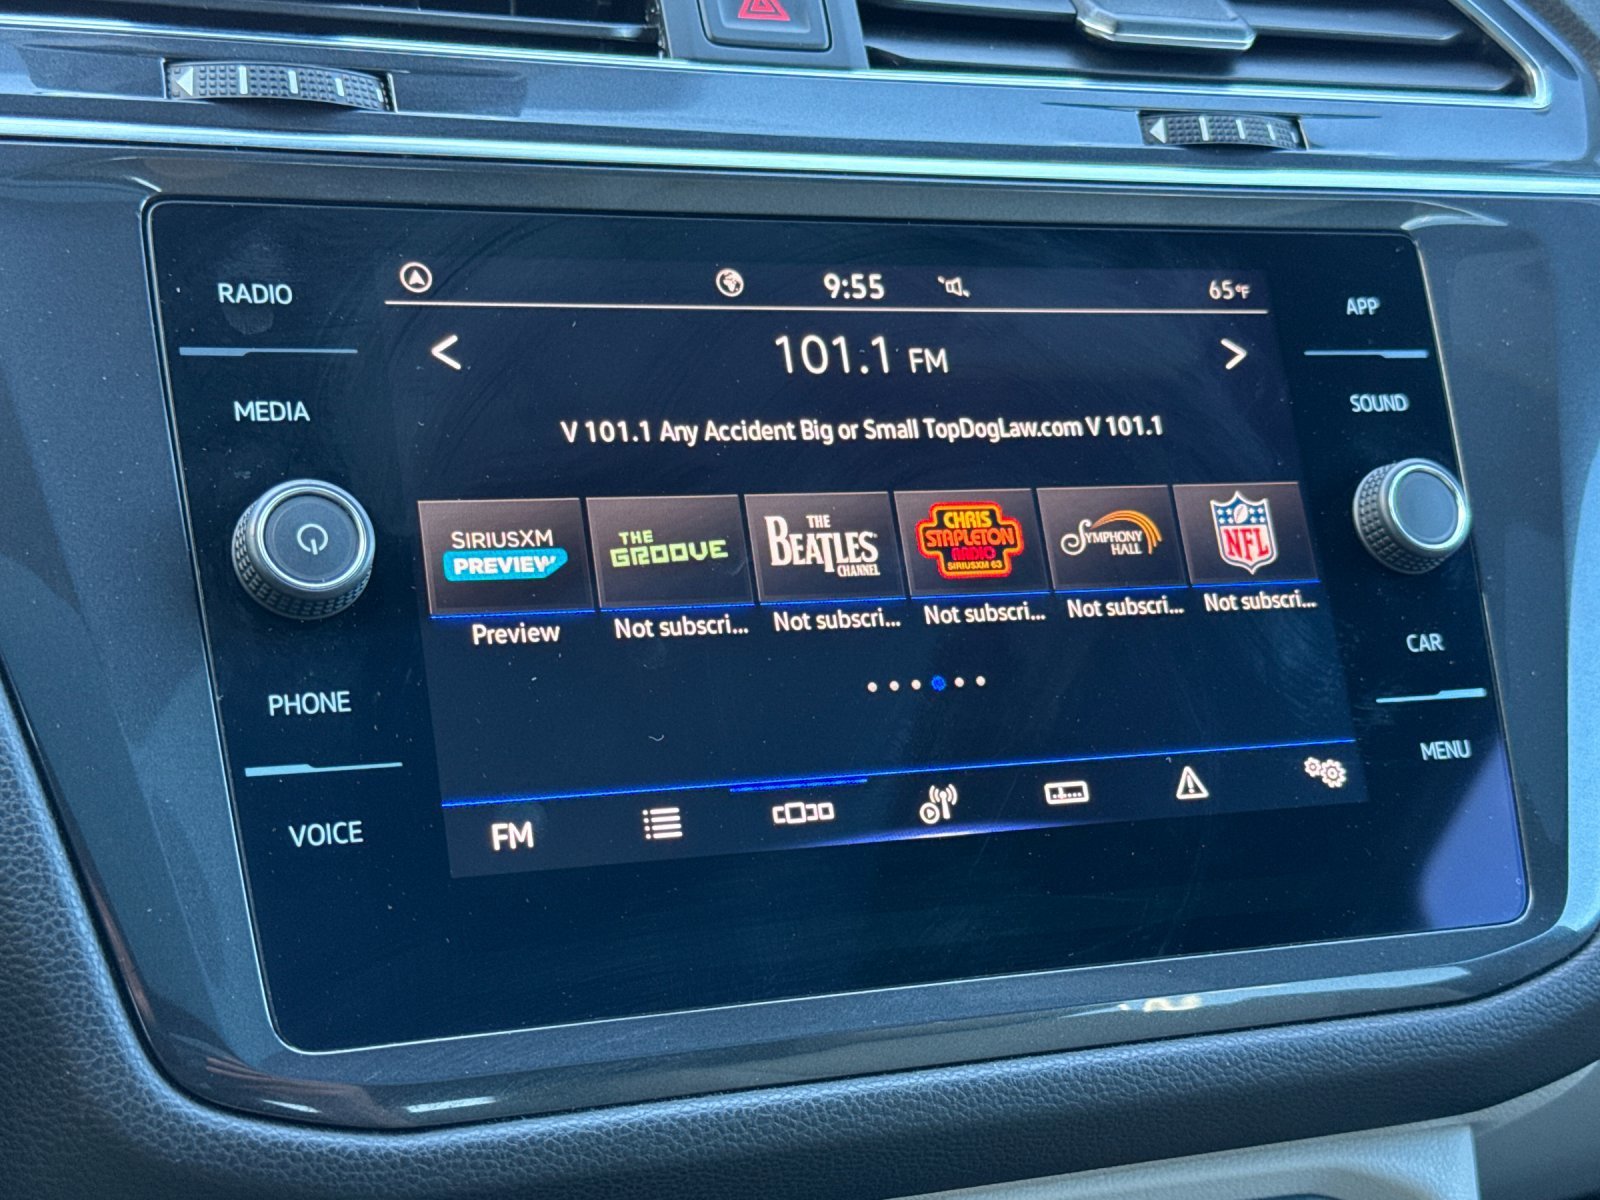 RADIO
MEDIA
PHONE
VOICE
9:55
65°F
101.1 FM
V 101.1 Any Accident Big or Small TopDogLaw.com V 101.1
SIRIUSXM
PREVIEW
Preview
THE
GROOVE
Not subscri...
THE
BEATLES
CHANNEL
Not subscri...
CHRIS
STAPLETON
RADIO
SIRIUSXM 63
Not subscri...
SYMPHONY
HALL
Not subscri...
NFL
Not subscri...
FM
APP
SOUND
CAR
MENU